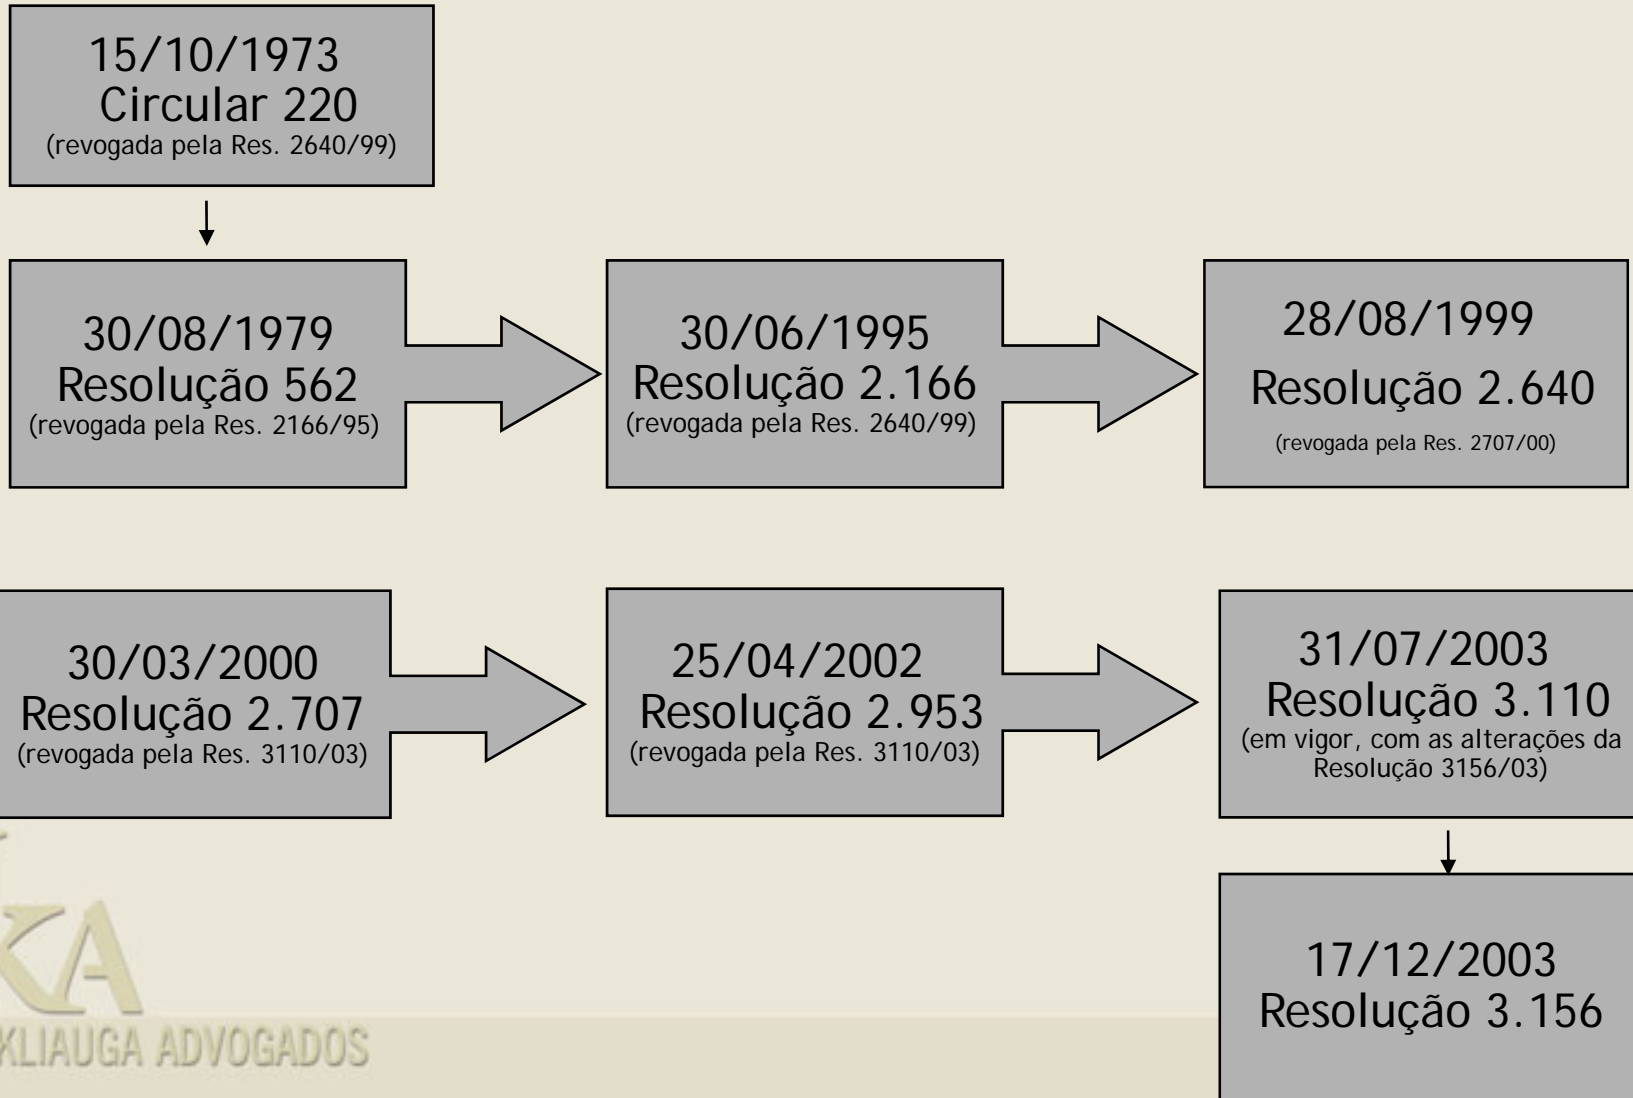 15/10/1973
Circular 220
(revogada pela Res. 2640/99)
30/08/1979
Resolução 562
(revogada pela Res. 2166/95)
30/06/1995
Resolução 2.166
(revogada pela Res. 2640/99)
28/08/1999
Resolução 2.640
(revogada pela Res. 2707/00)
30/03/2000
Resolução 2.707
(revogada pela Res. 3110/03)
25/04/2002
Resolução 2.953
(revogada pela Res. 3110/03)
31/07/2003
Resolução 3.110
(em vigor, com as alterações da
Resolução 3156/03)
17/12/2003
Resolução 3.156
KA
KLIAUGA ADVOGADOS